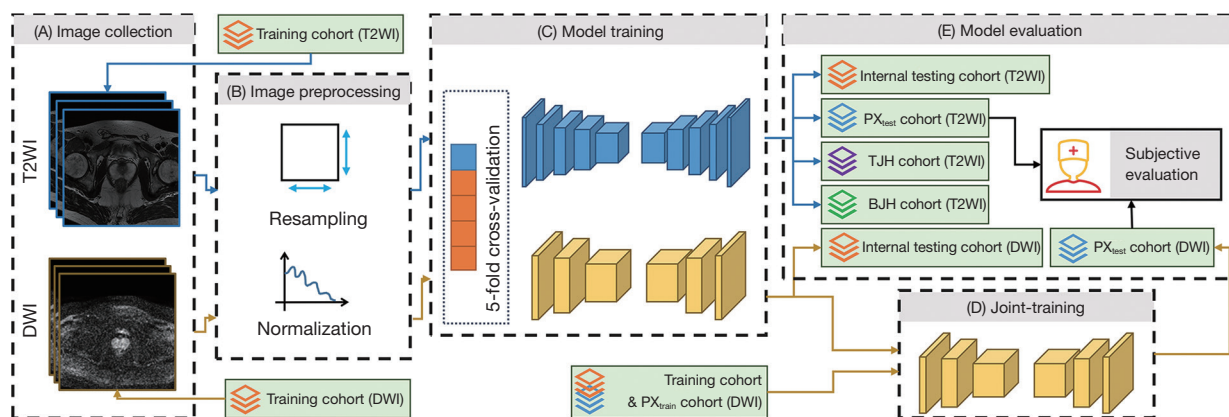 (A) Image collection
Training cohort (T2WI)
T2WI
DWI
Training cohort (DWI)
(B) Image preprocessing
Resampling
Normalization
(C) Model training
5-fold cross-validation
Training cohort
& PXtrain cohort (DWI)
(D) Joint-training
(E) Model evaluation
Internal testing cohort (T2WI)
PXtest cohort (T2WI)
TJH cohort (T2WI)
BJH cohort (T2WI)
Internal testing cohort (DWI)
Subjective
evaluation
PXtest cohort (DWI)